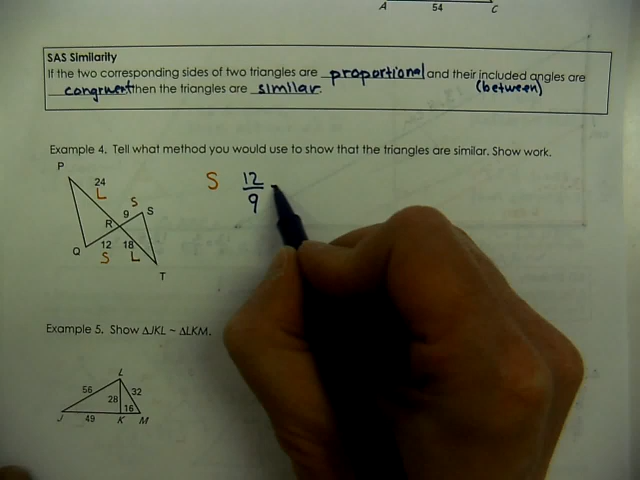 A 54 C
SAS Similarity
If the two corresponding sides of two triangles are proportional and their included angles are
(between)
congruent then the triangles are similar.
Example 4. Tell what method you would use to show that the triangles are similar. Show work.
P
24
L
S
9
S
R
Q
12
18
S
L
T
S 12/9
Example 5. Show ΔJKL ~ ΔLKM.
L
56
28
32
16
J
49
K
M